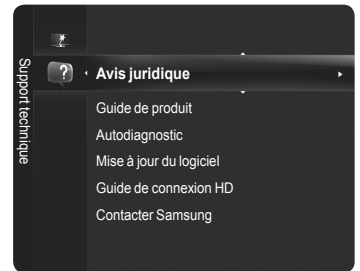 Support technique
?
Avis juridique
Guide de produit
Autodiagnostic
Mise à jour du logiciel
Guide de connexion HD
Contacter Samsung